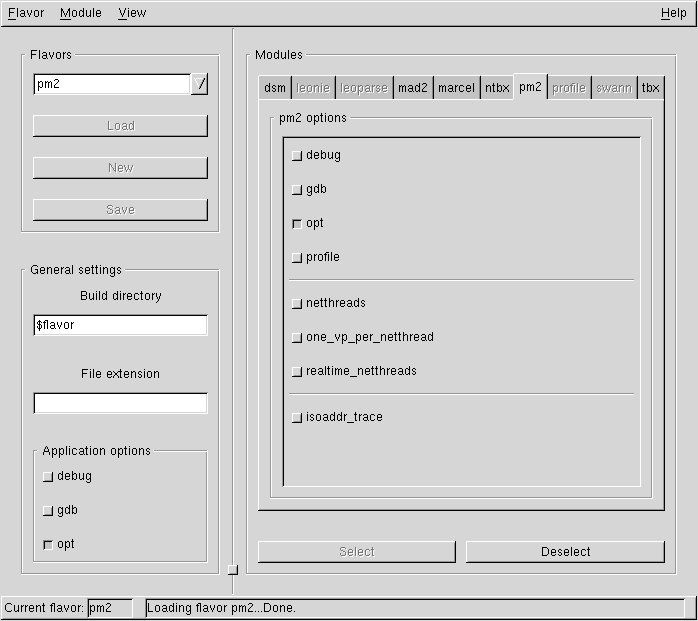 Flavor Module View Help
Flavors
pm2
Load
New
Save
General settings
Build directory
$flavor
File extension
Application options
debug
gdb
opt
Modules
dsm leonie leoparse mad2 marcel ntbx pm2 profile swann tbx
pm2 options
debug
gdb
opt
profile
netthreads
one_vp_per_netthread
realtime_netthreads
isoaddr_trace
Select Deselect
Current flavor: pm2 Loading flavor pm2...Done.